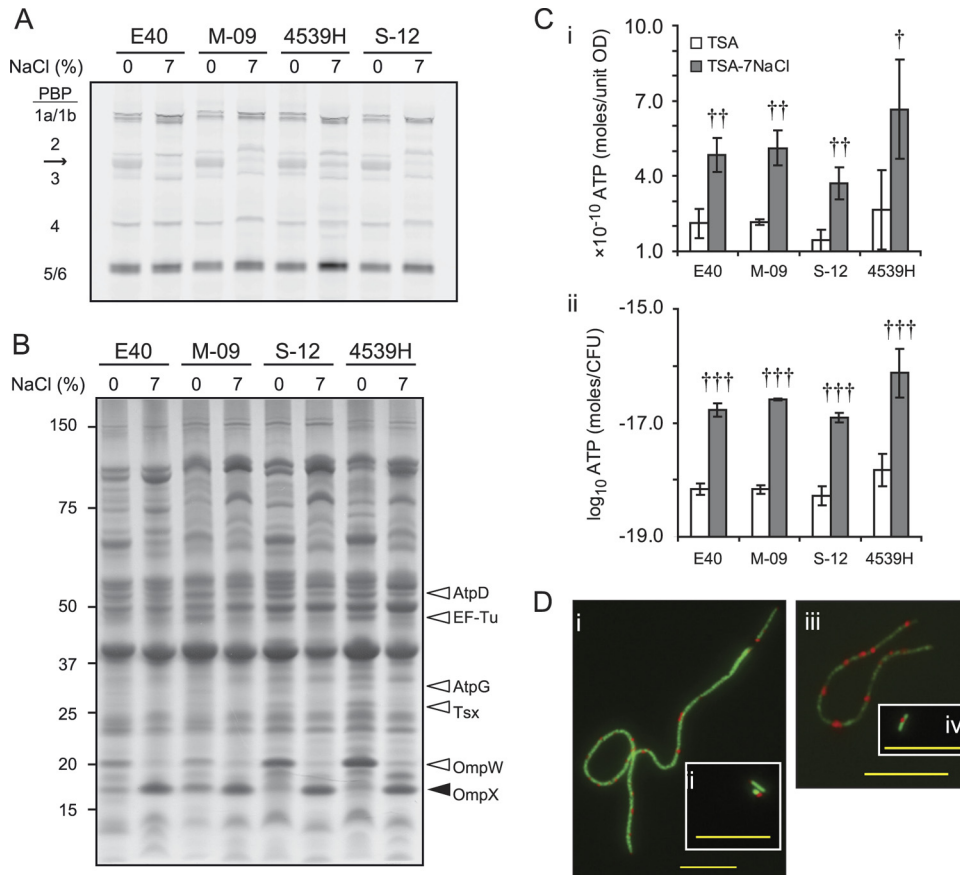 A
E40 M-09 4539H S-12
NaCl (%) 0 7 0 7 0 7 0 7
PBP
1a/1b
2
→
3
4
5/6
B
E40 M-09 S-12 4539H
NaCl (%) 0 7 0 7 0 7 0 7
150
75
50
37
25
20
15
AtpD
EF-Tu
AtpG
Tsx
OmpW
OmpX
C
i
×10⁻¹⁰ ATP (moles/unit OD)
10.0
7.0
4.0
1.0
TSA
TSA-7NaCl
†† †† †† †
E40 M-09 S-12 4539H
ii
log₁₀ ATP (moles/CFU)
-15.0
-17.0
-19.0
††† ††† ††† †††
E40 M-09 S-12 4539H
D
i
ii
iii
iv